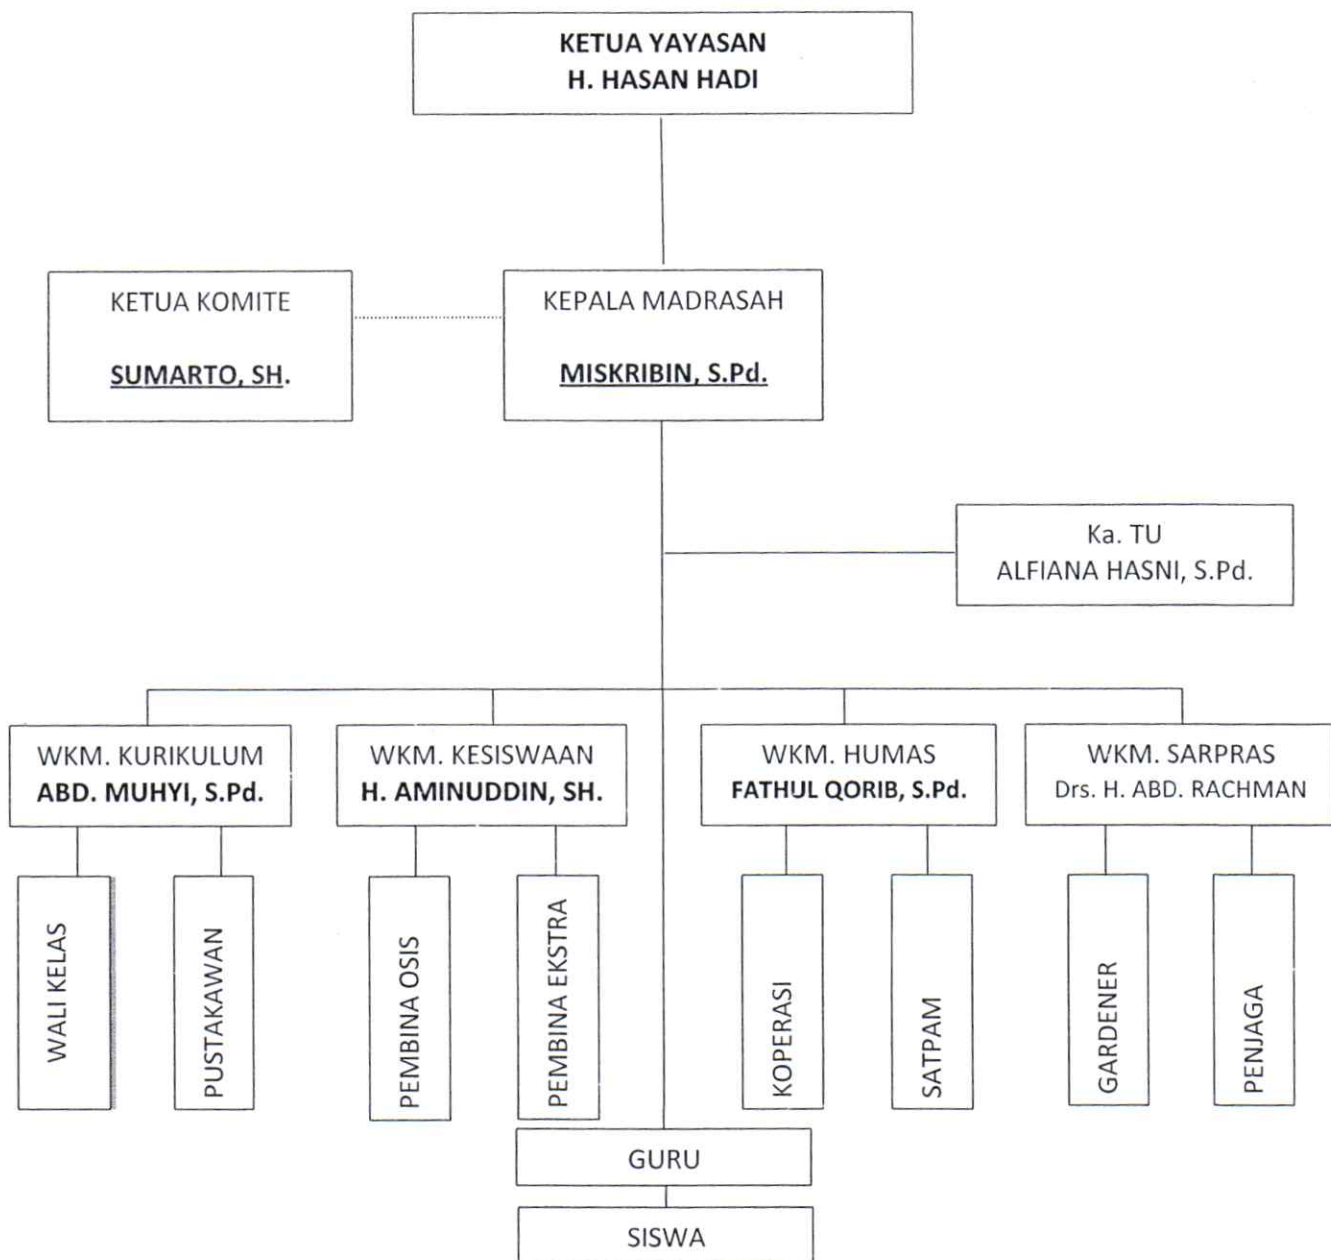 KETUA YAYASAN
H. HASAN HADI
KETUA KOMITE
SUMARTO, SH.
KEPALA MADRASAH
MISKRIBIN, S.Pd.
Ka. TU
ALFIANA HASNI, S.Pd.
WKM. KURIKULUM
ABD. MUHYI, S.Pd.
WKM. KESISWAAN
H. AMINUDDIN, SH.
WKM. HUMAS
FATHUL QORIB, S.Pd.
WKM. SARPRAS
Drs. H. ABD. RACHMAN
WALI KELAS
PUSTAKAWAN
PEMBINA OSIS
PEMBINA EKSTRA
KOPERASI
SATPAM
GARDENER
PENJAGA
GURU
SISWA